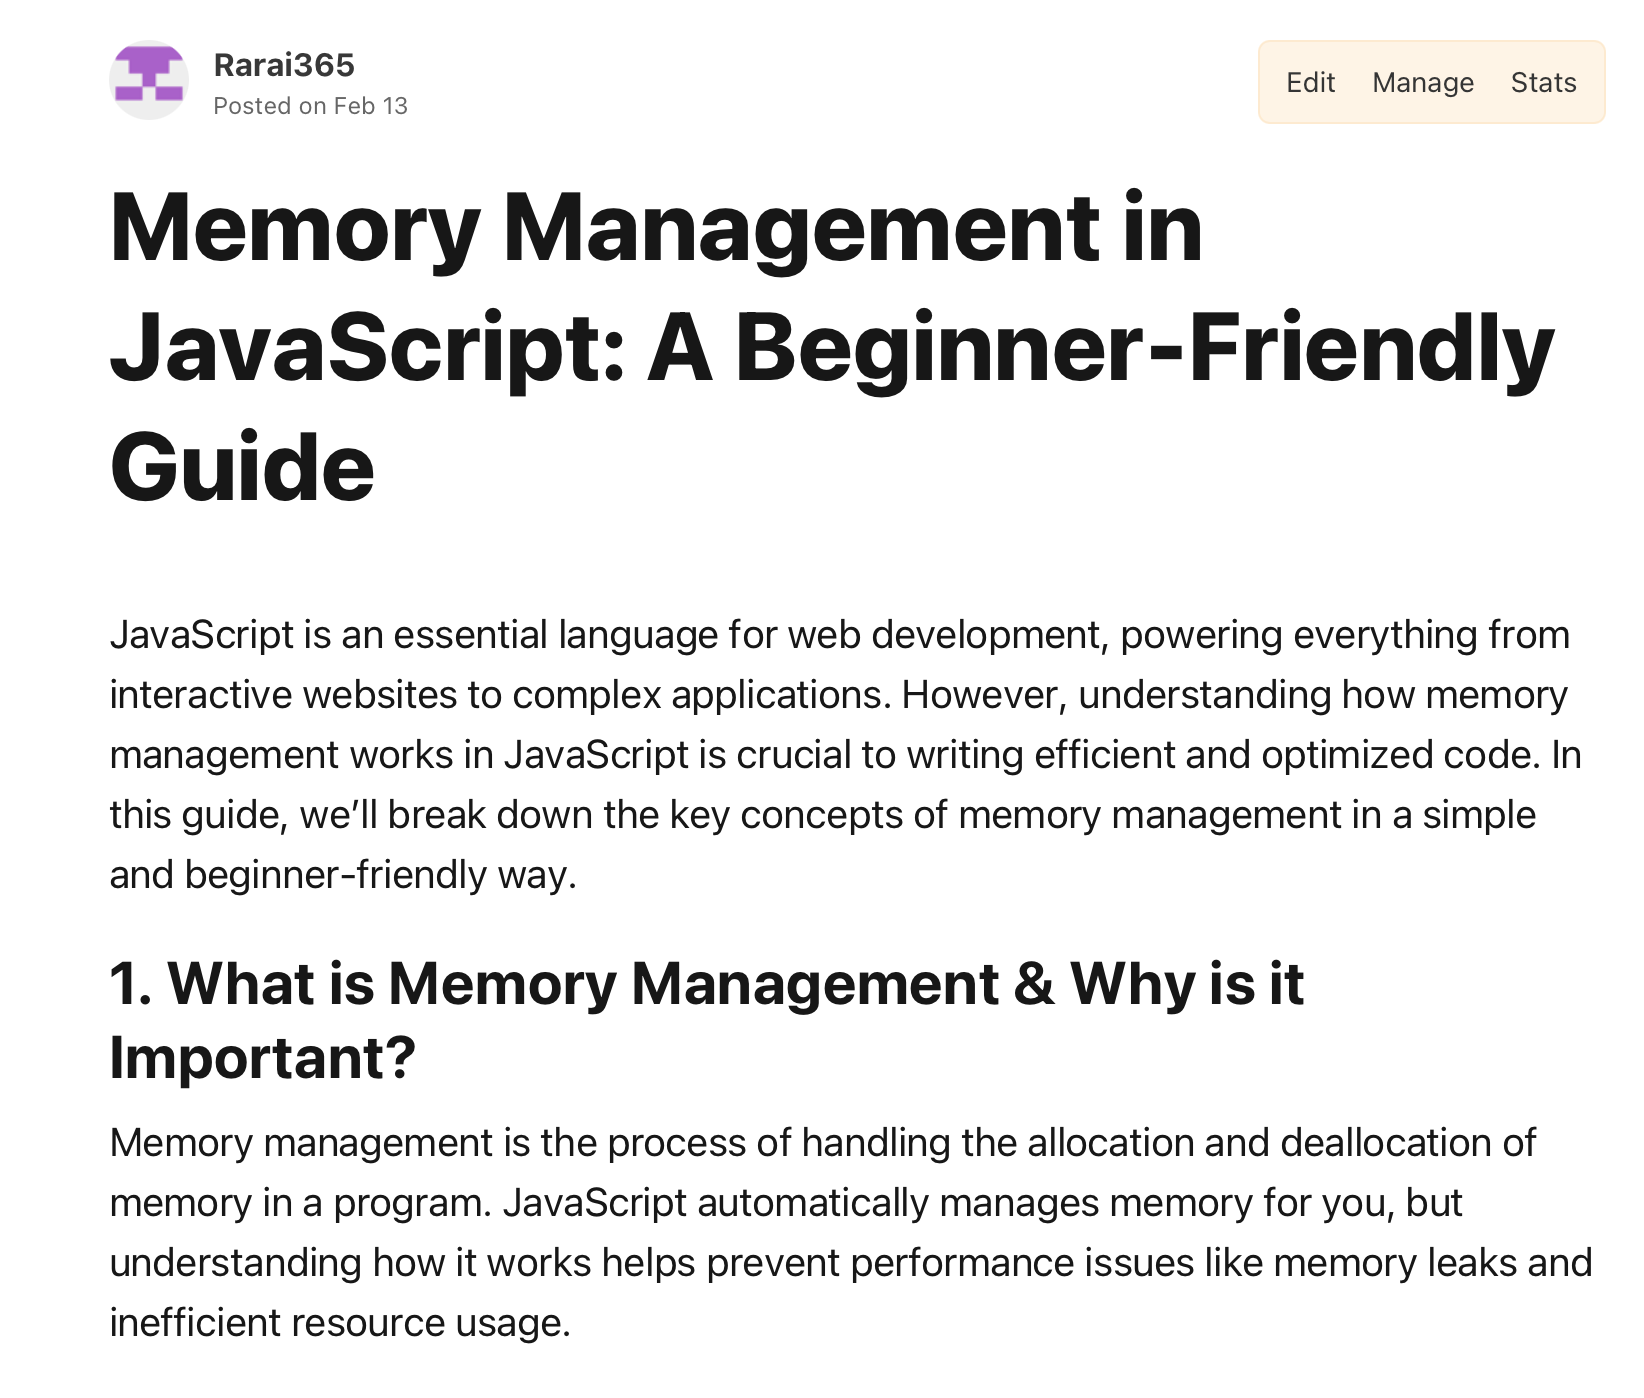 Rarai365
Posted on Feb 13
Edit Manage Stats
Memory Management in
JavaScript: A Beginner-Friendly
Guide
JavaScript is an essential language for web development, powering everything from
interactive websites to complex applications. However, understanding how memory
management works in JavaScript is crucial to writing efficient and optimized code. In
this guide, we’ll break down the key concepts of memory management in a simple
and beginner-friendly way.
1. What is Memory Management & Why is it
Important?
Memory management is the process of handling the allocation and deallocation of
memory in a program. JavaScript automatically manages memory for you, but
understanding how it works helps prevent performance issues like memory leaks and
inefficient resource usage.